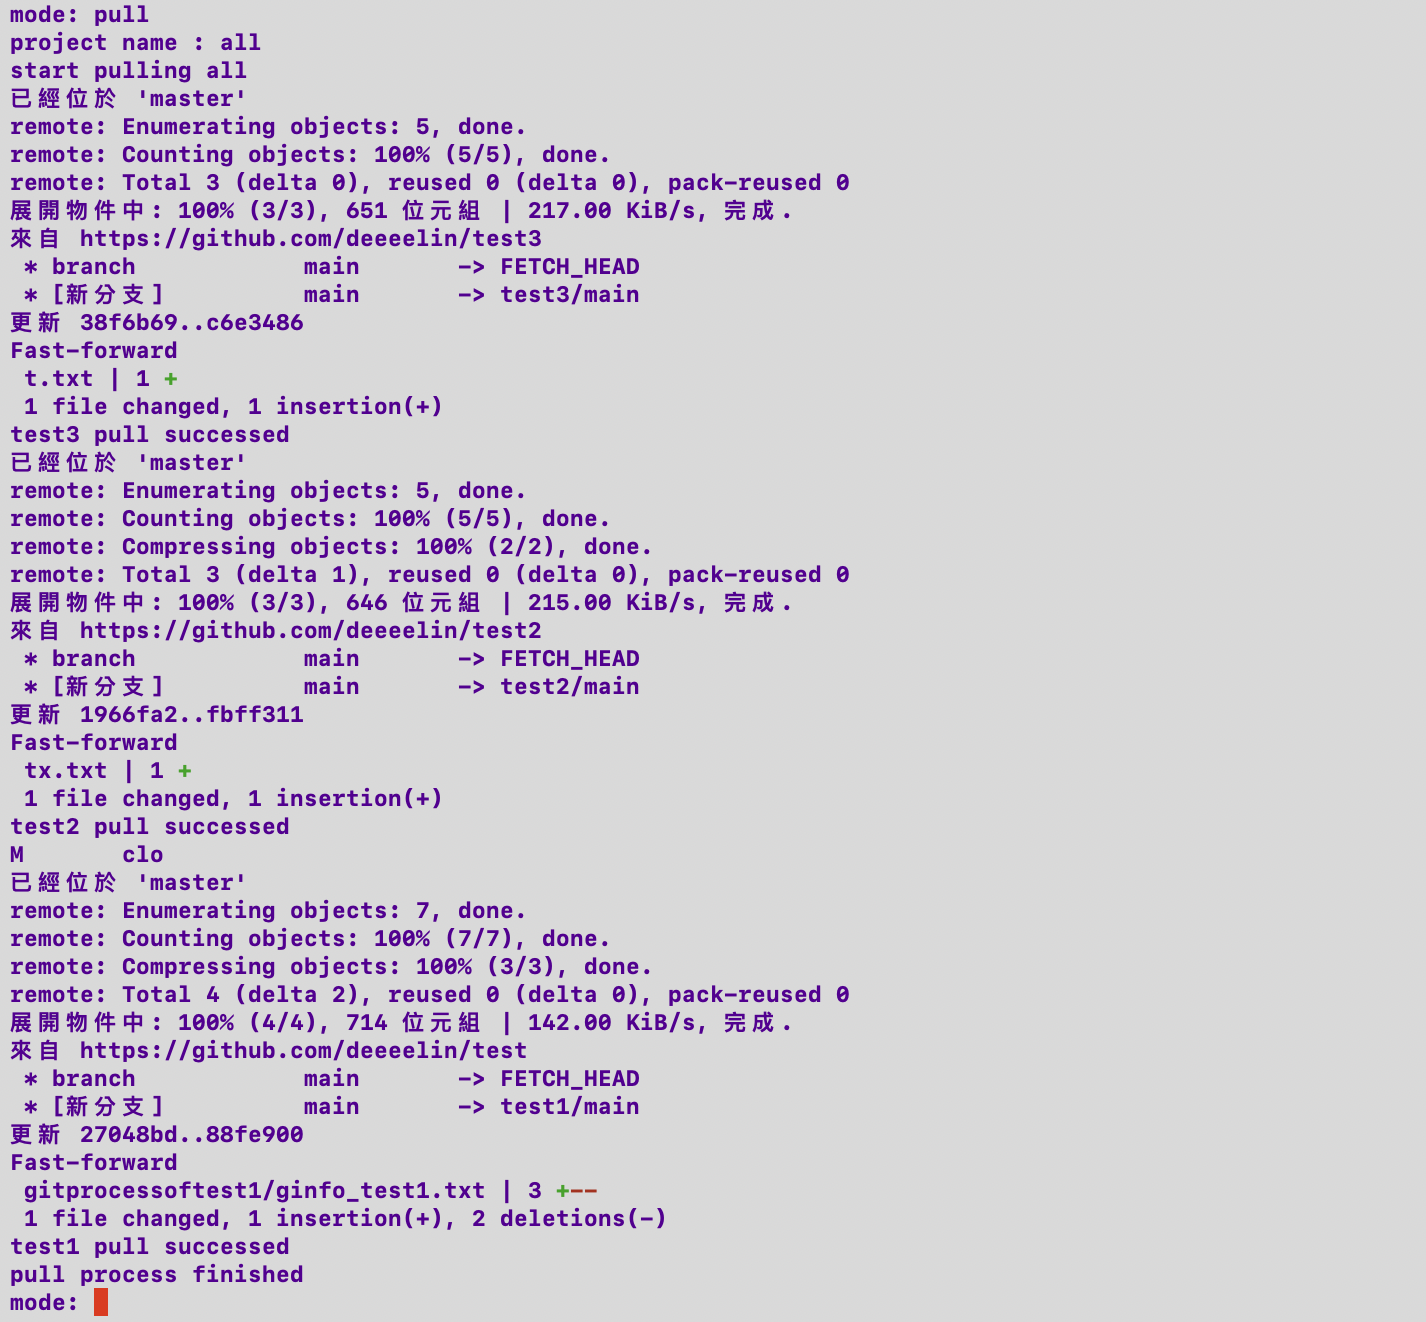 mode: pull
project name : all
start pulling all
已經位於 'master'
remote: Enumerating objects: 5, done.
remote: Counting objects: 100% (5/5), done.
remote: Total 3 (delta 0), reused 0 (delta 0), pack-reused 0
展開物件中: 100% (3/3), 651 位元組 | 217.00 KiB/s, 完成.
來自 https://github.com/deeeelin/test3
 * branch            main       -> FETCH_HEAD
 * [新分支]          main       -> test3/main
更新 38f6b69..c6e3486
Fast-forward
 t.txt | 1 +
 1 file changed, 1 insertion(+)
test3 pull successed
已經位於 'master'
remote: Enumerating objects: 5, done.
remote: Counting objects: 100% (5/5), done.
remote: Compressing objects: 100% (2/2), done.
remote: Total 3 (delta 1), reused 0 (delta 0), pack-reused 0
展開物件中: 100% (3/3), 646 位元組 | 215.00 KiB/s, 完成.
來自 https://github.com/deeeelin/test2
 * branch            main       -> FETCH_HEAD
 * [新分支]          main       -> test2/main
更新 1966fa2..fbff311
Fast-forward
 tx.txt | 1 +
 1 file changed, 1 insertion(+)
test2 pull successed
M       clo
已經位於 'master'
remote: Enumerating objects: 7, done.
remote: Counting objects: 100% (7/7), done.
remote: Compressing objects: 100% (3/3), done.
remote: Total 4 (delta 2), reused 0 (delta 0), pack-reused 0
展開物件中: 100% (4/4), 714 位元組 | 142.00 KiB/s, 完成.
來自 https://github.com/deeeelin/test
 * branch            main       -> FETCH_HEAD
 * [新分支]          main       -> test1/main
更新 27048bd..88fe900
Fast-forward
 gitprocessoftest1/ginfo_test1.txt | 3 +--
 1 file changed, 1 insertion(+), 2 deletions(-)
test1 pull successed
pull process finished
mode: